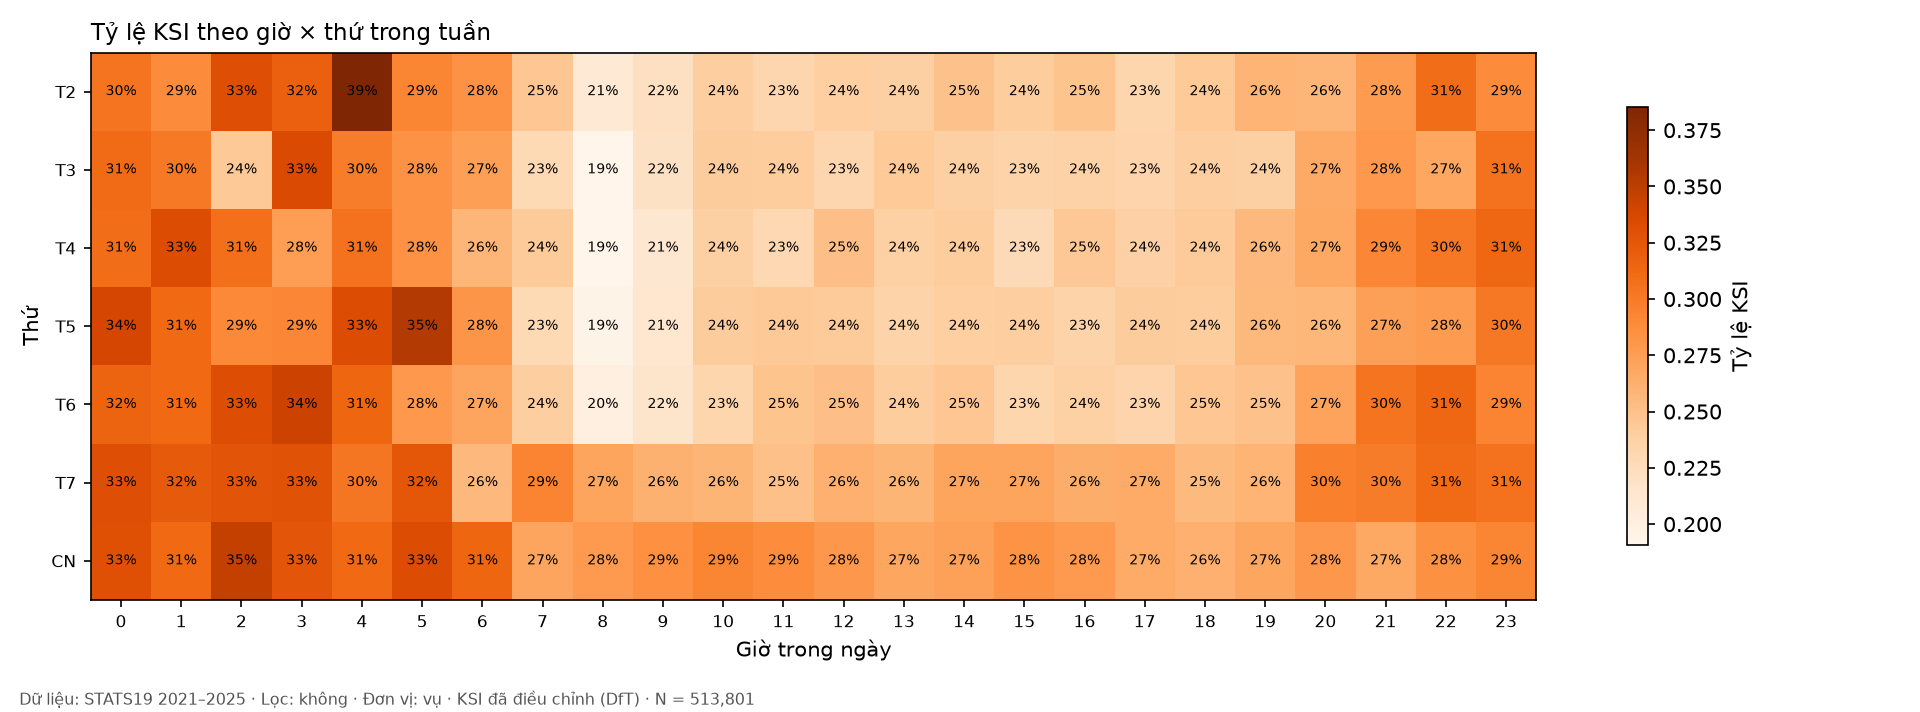 Tỷ lệ KSI theo giờ × thứ trong tuần
T2 30% 29% 33% 32% 39% 29% 28% 25% 21% 22% 24% 23% 24% 24% 25% 24% 25% 23% 24% 26% 26% 28% 31% 29%
T3 31% 30% 24% 33% 30% 28% 27% 23% 19% 22% 24% 24% 23% 24% 24% 23% 24% 23% 24% 24% 27% 28% 27% 31%
T4 31% 33% 31% 28% 31% 28% 26% 24% 19% 21% 24% 23% 25% 24% 24% 23% 25% 24% 24% 26% 27% 29% 30% 31%
T5 34% 31% 29% 29% 33% 35% 28% 23% 19% 21% 24% 24% 24% 24% 24% 24% 23% 24% 24% 26% 26% 27% 28% 30%
T6 32% 31% 33% 34% 31% 28% 27% 24% 20% 22% 23% 25% 25% 24% 25% 23% 24% 23% 25% 25% 27% 30% 31% 29%
T7 33% 32% 33% 33% 30% 32% 26% 29% 27% 26% 26% 25% 26% 26% 27% 27% 26% 27% 25% 26% 30% 30% 31% 31%
CN 33% 31% 35% 33% 31% 33% 31% 27% 28% 29% 29% 29% 28% 27% 27% 28% 28% 27% 26% 27% 28% 27% 28% 29%
0 1 2 3 4 5 6 7 8 9 10 11 12 13 14 15 16 17 18 19 20 21 22 23
Giờ trong ngày
Thứ
0.375
0.350
0.325
0.300
0.275
0.250
0.225
0.200
Tỷ lệ KSI
Dữ liệu: STATS19 2021–2025 · Lọc: không · Đơn vị: vụ · KSI đã điều chỉnh (DfT) · N = 513,801